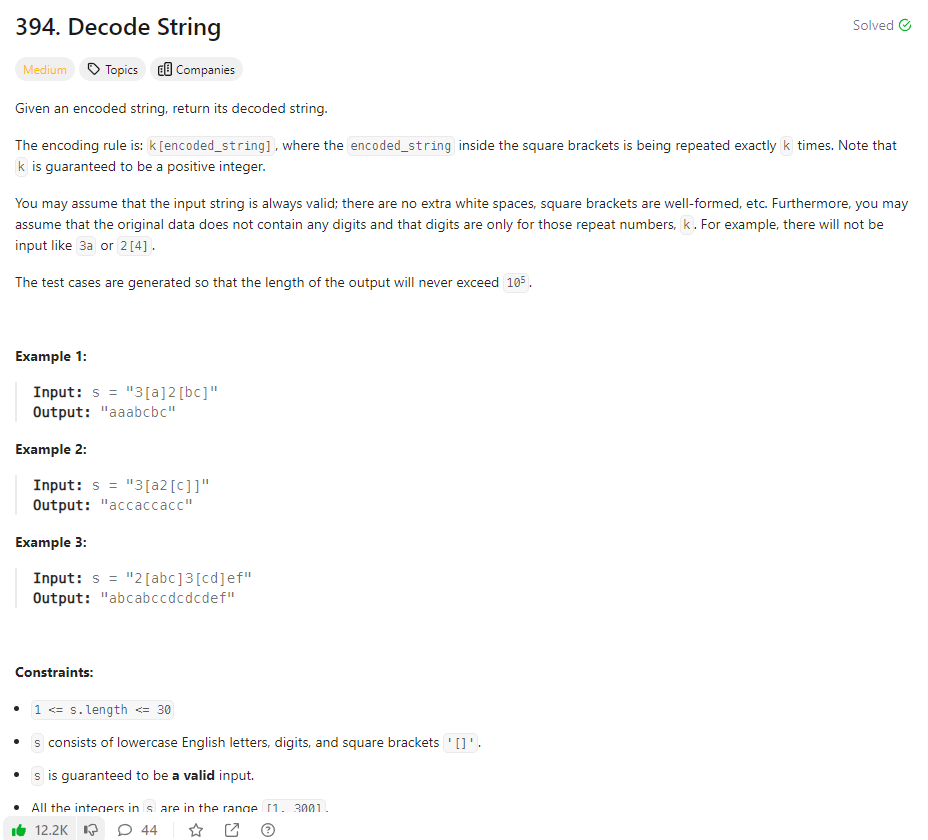 394. Decode String
Solved
Medium Topics Companies
Given an encoded string, return its decoded string.
The encoding rule is: k[encoded_string], where the encoded_string inside the square brackets is being repeated exactly k times. Note that
k is guaranteed to be a positive integer.
You may assume that the input string is always valid; there are no extra white spaces, square brackets are well-formed, etc. Furthermore, you may
assume that the original data does not contain any digits and that digits are only for those repeat numbers, k. For example, there will not be
input like 3a or 2[4].
The test cases are generated so that the length of the output will never exceed 10⁵.
Example 1:
Input: s = "3[a]2[bc]"
Output: "aaabcbc"
Example 2:
Input: s = "3[a2[c]]"
Output: "accaccacc"
Example 3:
Input: s = "2[abc]3[cd]ef"
Output: "abcabccdcdcdef"
Constraints:
• 1 <= s.length <= 30
• s consists of lowercase English letters, digits, and square brackets '[]'.
• s is guaranteed to be a valid input.
• All the integers in s are in the range [1, 300].
12.2K 44